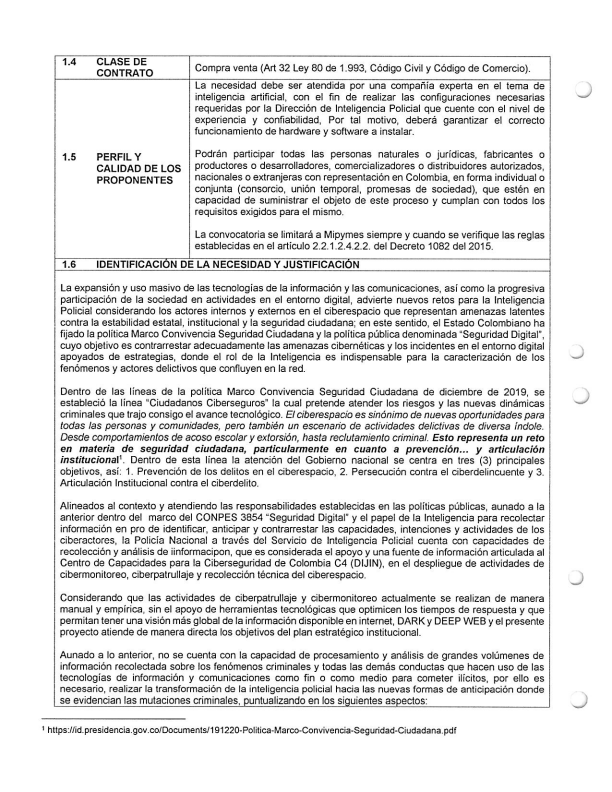 1.4 CLASE DE
CONTRATO
Compra venta (Art 32 Ley 80 de 1.993, Código Civil y Código de Comercio).
1.5 PERFIL Y
CALIDAD DE LOS
PROPONENTES
La necesidad debe ser atendida por una compañía experta en el tema de
inteligencia artificial, con el fin de realizar las configuraciones necesarias
requeridas por la Dirección de Inteligencia Policial que cuente con el nivel de
experiencia y confiabilidad, Por tal motivo, deberá garantizar el correcto
funcionamiento de hardware y software a instalar.
Podrán participar todas las personas naturales o jurídicas, fabricantes o
productores o desarrolladores, comercializadores o distribuidores autorizados,
nacionales o extranjeras con representación en Colombia, en forma individual o
conjunta (consorcio, unión temporal, promesas de sociedad), que estén en
capacidad de suministrar el objeto de este proceso y cumplan con todos los
requisitos exigidos para el mismo.
La convocatoria se limitará a Mipymes siempre y cuando se verifique las reglas
establecidas en el artículo 2.2.1.2.4.2.2. del Decreto 1082 del 2015.
1.6 IDENTIFICACIÓN DE LA NECESIDAD Y JUSTIFICACIÓN
La expansión y uso masivo de las tecnologías de la información y las comunicaciones, así como la progresiva
participación de la sociedad en actividades en el entorno digital, advierte nuevos retos para la Inteligencia
Policial considerando los actores internos y externos en el ciberespacio que representan amenazas latentes
contra la estabilidad estatal, institucional y la seguridad ciudadana; en este sentido, el Estado Colombiano ha
fijado la política Marco Convivencia Seguridad Ciudadana y la política pública denominada “Seguridad Digital”,
cuyo objetivo es contrarrestar adecuadamente las amenazas cibernéticas y los incidentes en el entorno digital
apoyados de estrategias, donde el rol de la Inteligencia es indispensable para la caracterización de los
fenómenos y actores delictivos que confluyen en la red.
Dentro de las líneas de la política Marco Convivencia Seguridad Ciudadana de diciembre de 2019, se
estableció la línea “Ciudadanos Ciberseguros” la cual pretende atender los riesgos y las nuevas dinámicas
criminales que trajo consigo el avance tecnológico. El ciberespacio es sinónimo de nuevas oportunidades para
todas las personas y comunidades, pero también un escenario de actividades delictivas de diversa índole.
Desde comportamientos de acoso escolar y extorsión, hasta reclutamiento criminal. Esto representa un reto
en materia de seguridad ciudadana, particularmente en cuanto a prevención… y articulación
institucional¹. Dentro de esta línea la atención del Gobierno nacional se centra en tres (3) principales
objetivos, así: 1. Prevención de los delitos en el ciberespacio, 2. Persecución contra el ciberdelincuente y 3.
Articulación Institucional contra el ciberdelito.
Alineados al contexto y atendiendo las responsabilidades establecidas en las políticas públicas, aunado a la
anterior dentro del marco del CONPES 3854 “Seguridad Digital” y el papel de la Inteligencia para recolectar
información en pro de identificar, anticipar y contrarrestar las capacidades, intenciones y actividades de los
ciberactores, la Policía Nacional a través del Servicio de Inteligencia Policial cuenta con capacidades de
recolección y análisis de iinformacipon, que es considerada el apoyo y una fuente de información articulada al
Centro de Capacidades para la Ciberseguridad de Colombia C4 (DIJIN), en el despliegue de actividades de
cibermonitoreo, ciberpatrullaje y recolección técnica del ciberespacio.
Considerando que las actividades de ciberpatrullaje y cibermonitoreo actualmente se realizan de manera
manual y empírica, sin el apoyo de herramientas tecnológicas que optimicen los tiempos de respuesta y que
permitan tener una visión más global de la información disponible en internet, DARK y DEEP WEB y el presente
proyecto atiende de manera directa los objetivos del plan estratégico institucional.
Aunado a lo anterior, no se cuenta con la capacidad de procesamiento y análisis de grandes volúmenes de
información recolectada sobre los fenómenos criminales y todas las demás conductas que hacen uso de las
tecnologías de información y comunicaciones como fin o como medio para cometer ilícitos, por ello es
necesario, realizar la transformación de la inteligencia policial hacia las nuevas formas de anticipación donde
se evidencian las mutaciones criminales, puntualizando en los siguientes aspectos:
¹ https://id.presidencia.gov.co/Documents/191220-Politica-Marco-Convivencia-Seguridad-Ciudadana.pdf